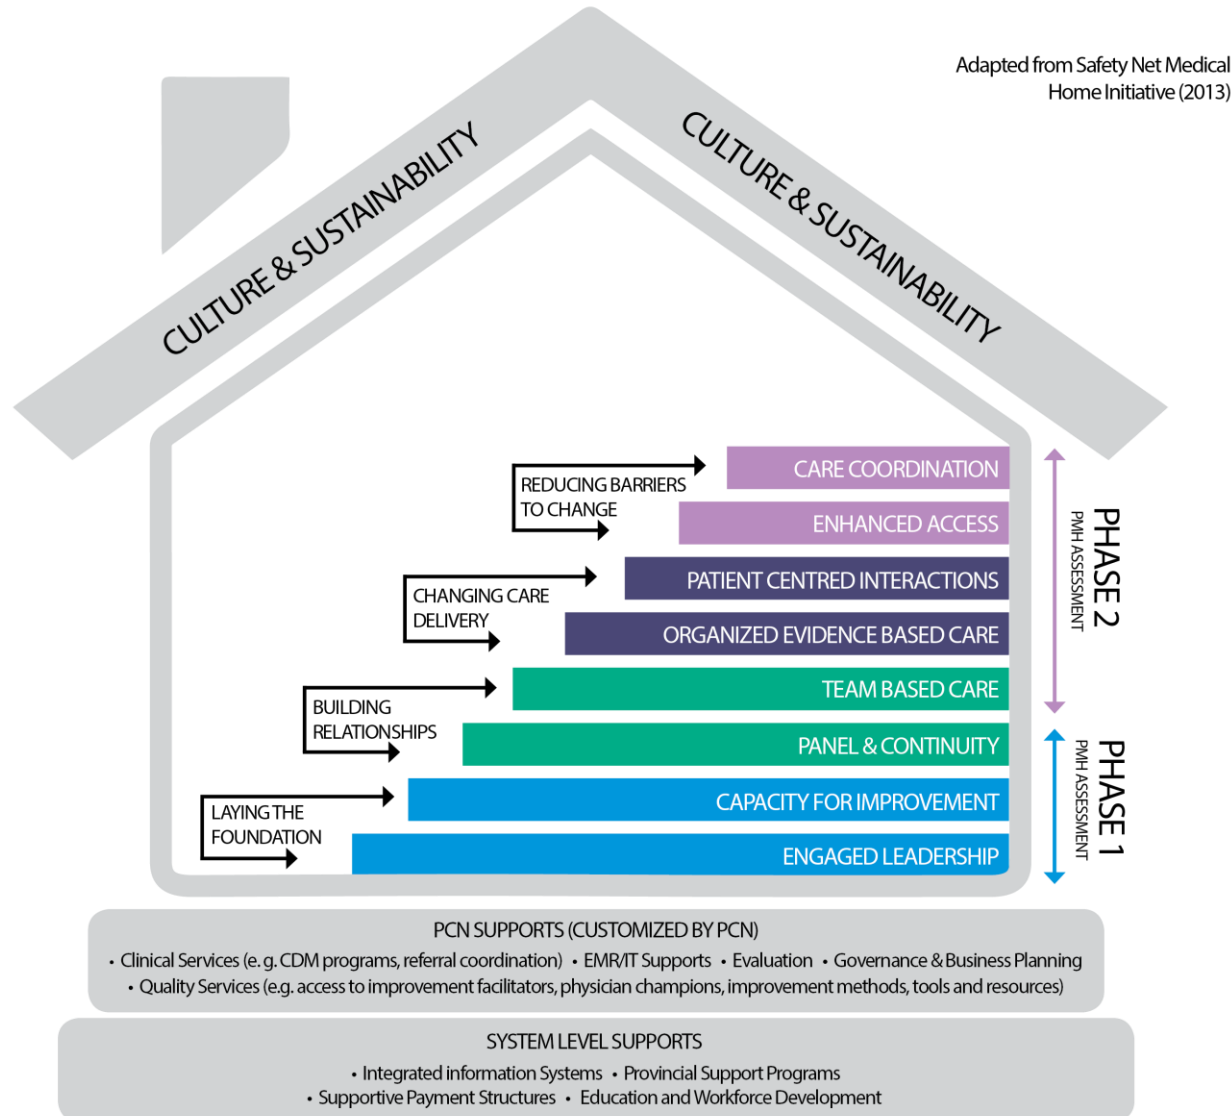 Adapted from Safety Net Medical
Home Initiative (2013)
CULTURE & SUSTAINABILITY
CULTURE & SUSTAINABILITY
REDUCING BARRIERS
TO CHANGE
CARE COORDINATION
ENHANCED ACCESS
CHANGING CARE
DELIVERY
PATIENT CENTRED INTERACTIONS
ORGANIZED EVIDENCE BASED CARE
BUILDING
RELATIONSHIPS
TEAM BASED CARE
PANEL & CONTINUITY
LAYING THE
FOUNDATION
CAPACITY FOR IMPROVEMENT
ENGAGED LEADERSHIP
PHASE 2
PMH ASSESSMENT
PHASE 1
PMH ASSESSMENT
PCN SUPPORTS (CUSTOMIZED BY PCN)
• Clinical Services (e. g. CDM programs, referral coordination) • EMR/IT Supports • Evaluation • Governance & Business Planning
• Quality Services (e.g. access to improvement facilitators, physician champions, improvement methods, tools and resources)
SYSTEM LEVEL SUPPORTS
• Integrated information Systems • Provincial Support Programs
• Supportive Payment Structures • Education and Workforce Development